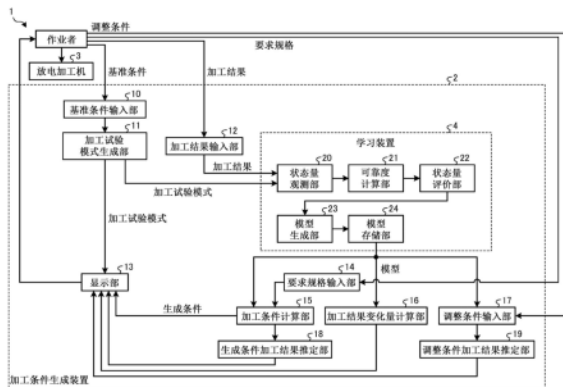 1
调整条件
作业者
要求规格
3
放电加工机
基准条件
加工结果
2
10
基准条件输入部
11
加工试验
模式生成部
12
加工结果输入部
加工结果
加工试验模式
4
学习装置
20
状态量
观测部
21
可靠度
计算部
22
状态量
评价部
23
模型
生成部
24
模型
存储部
加工试验模式
13
显示部
模型
14
要求规格输入部
生成条件
15
加工条件计算部
16
加工结果变化量计算部
17
调整条件输入部
18
生成条件加工结果推定部
19
调整条件加工结果推定部
加工条件生成装置